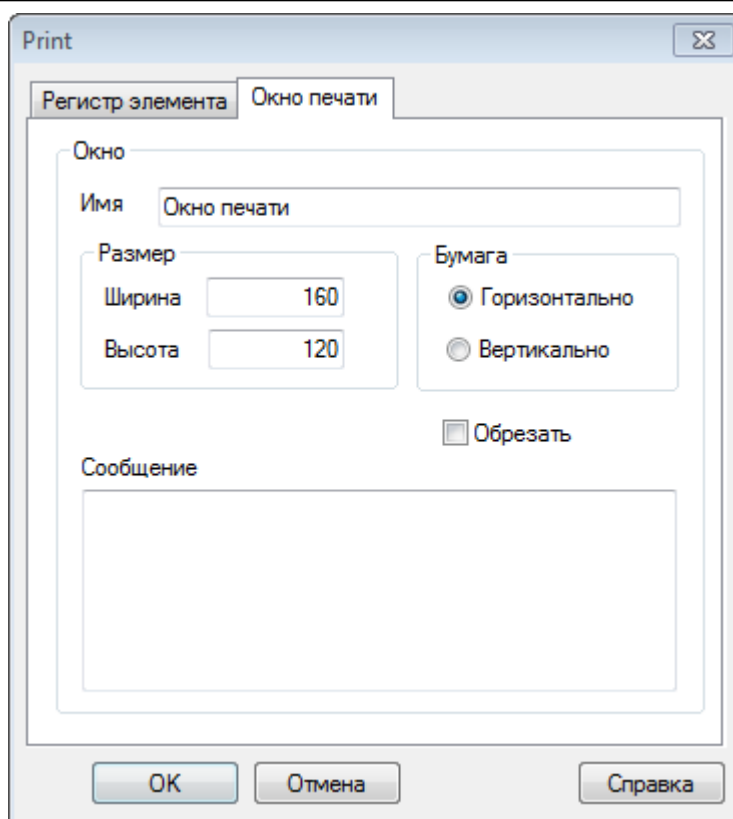 Print
Регистр элемента
Окно печати
Окно
Имя
Окно печати
Размер
Бумага
Ширина
160
Горизонтально
Высота
120
Вертикально
Обрезать
Сообщение
OK
Отмена
Справка